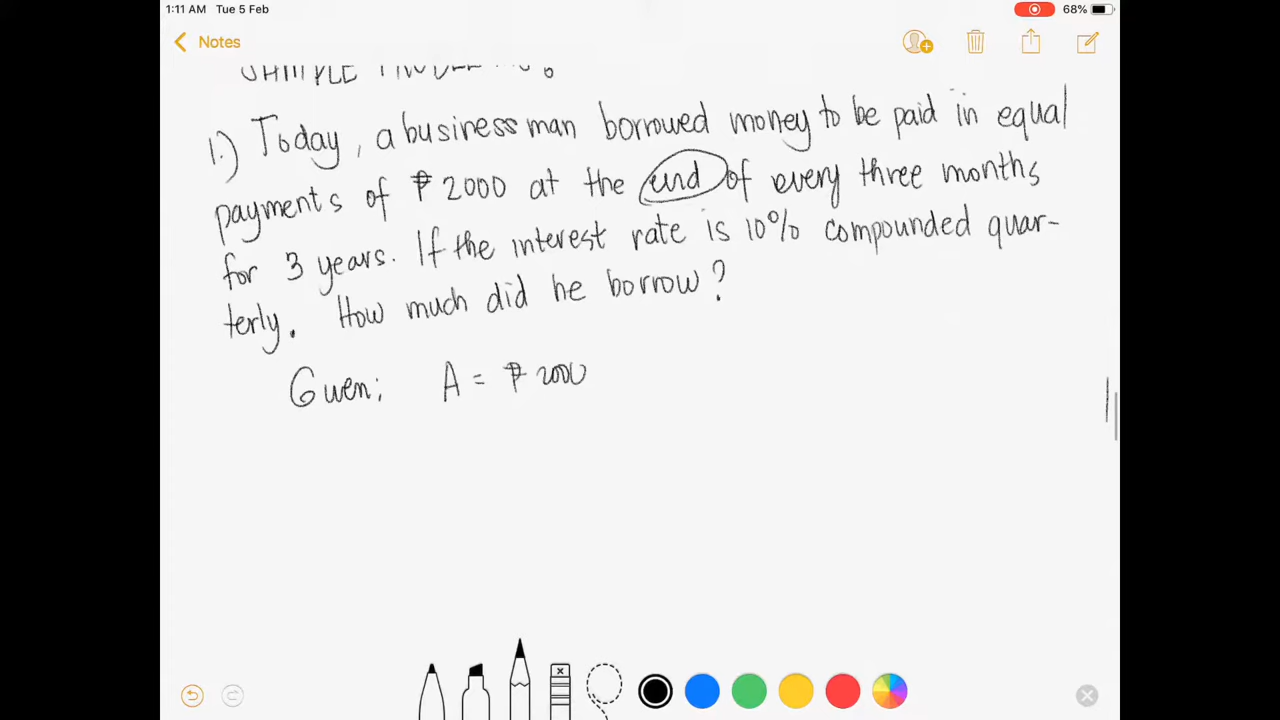 1:11 AM Tue 5 Feb
68%
Notes
SAMPLE
1.) Today, a businessman borrowed money to be paid in equal
payments of ₱ 2000 at the end of every three months
for 3 years. If the interest rate is 10% compounded quar-
terly. How much did he borrow?
Given: A = ₱ 2000